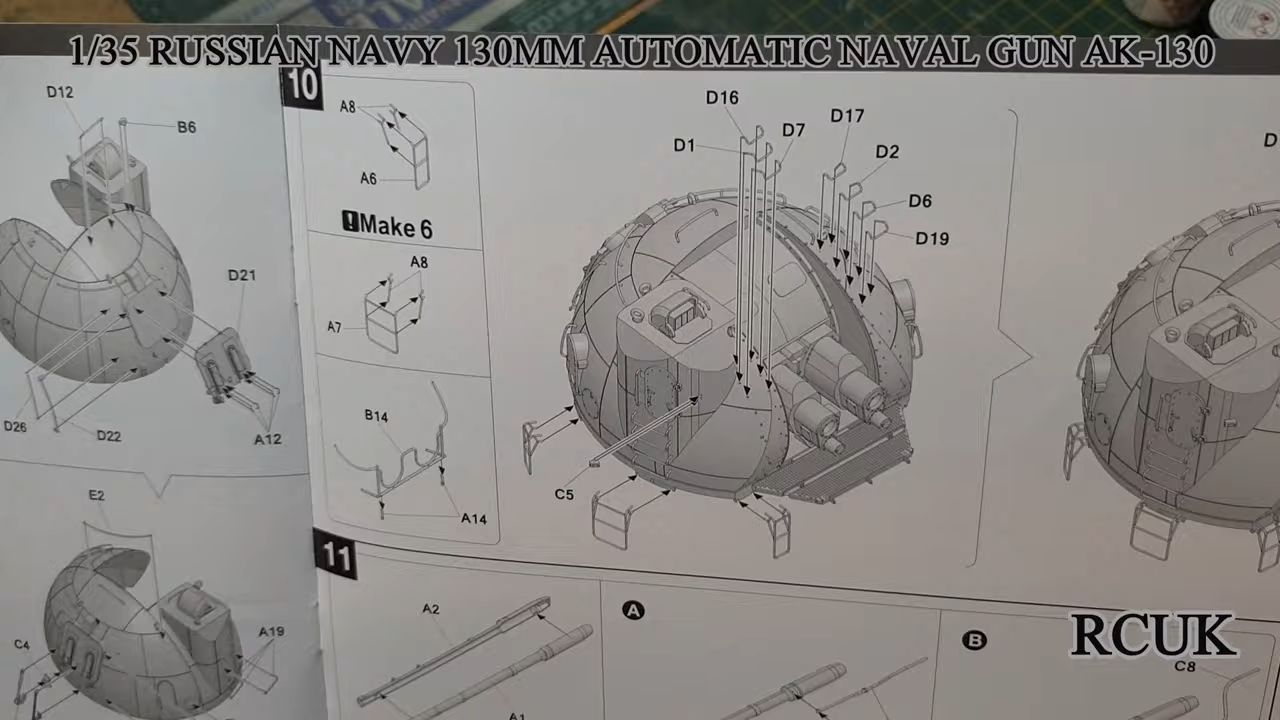 1/35 RUSSIAN NAVY 130MM AUTOMATIC NAVAL GUN AK-130
D12
B6
D21
D26
D22
A12
E2
C4
A19
10
A8
A6
!Make 6
A8
A7
B14
A14
D16
D1
D7
D17
D2
D6
D19
C5
D
11
A2
A1
A
B
C8
RCUK